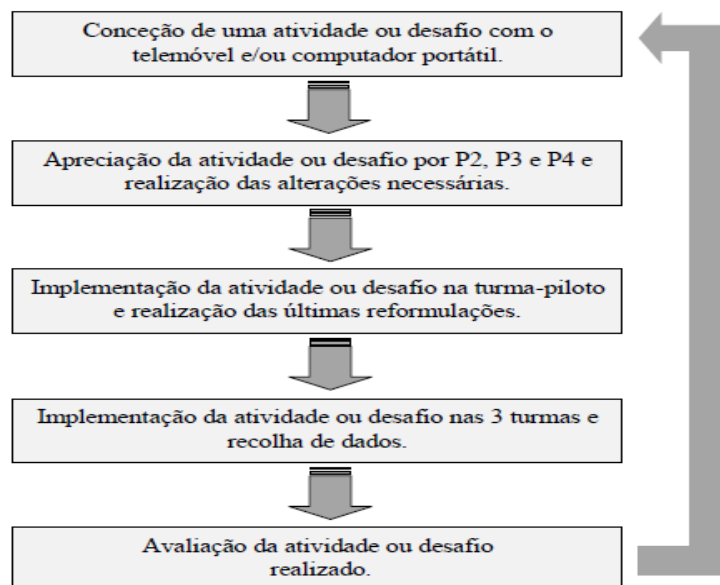 Conceção de uma atividade ou desafio com o
telemóvel e/ou computador portátil.
Apreciação da atividade ou desafio por P2, P3 e P4 e
realização das alterações necessárias.
Implementação da atividade ou desafio na turma-piloto
e realização das últimas reformulações.
Implementação da atividade ou desafio nas 3 turmas e
recolha de dados.
Avaliação da atividade ou desafio
realizado.